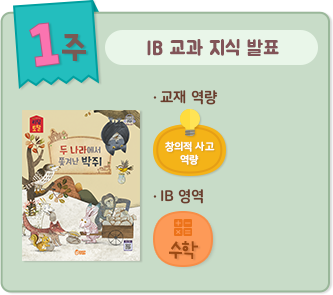 1주
IB 교과 지식 발표
· 교재 역량
창의적 사고
역량
두 나라에서
쫓겨난 박쥐
· IB 영역
수학